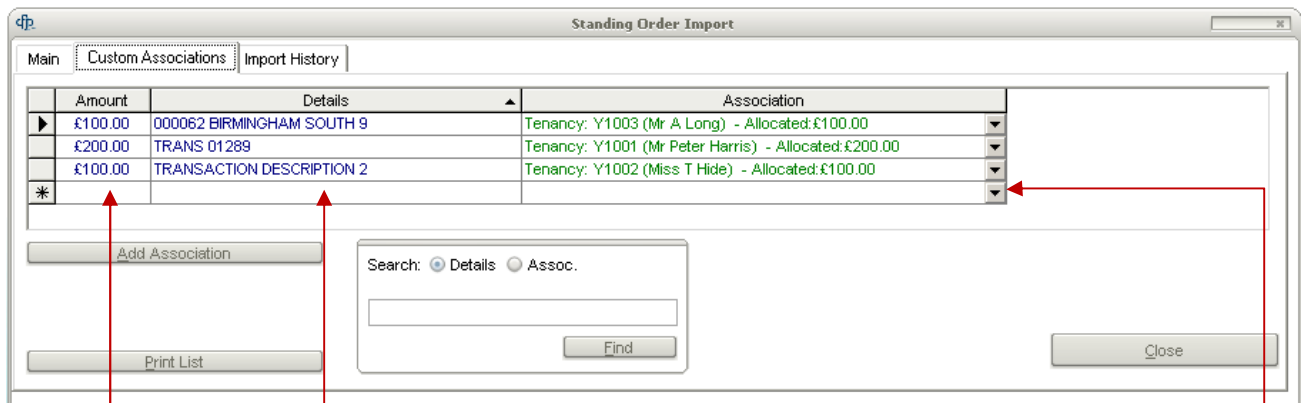 Standing Order Import
Main Custom Associations Import History
Amount Details Association
£100.00 000062 BIRMINGHAM SOUTH 9 Tenancy: Y1003 (Mr A Long) - Allocated:£100.00
£200.00 TRANS 01289 Tenancy: Y1001 (Mr Peter Harris) - Allocated:£200.00
£100.00 TRANSACTION DESCRIPTION 2 Tenancy: Y1002 (Miss T Hide) - Allocated:£100.00
Add Association
Search: Details Assoc.
Find
Print List
Close